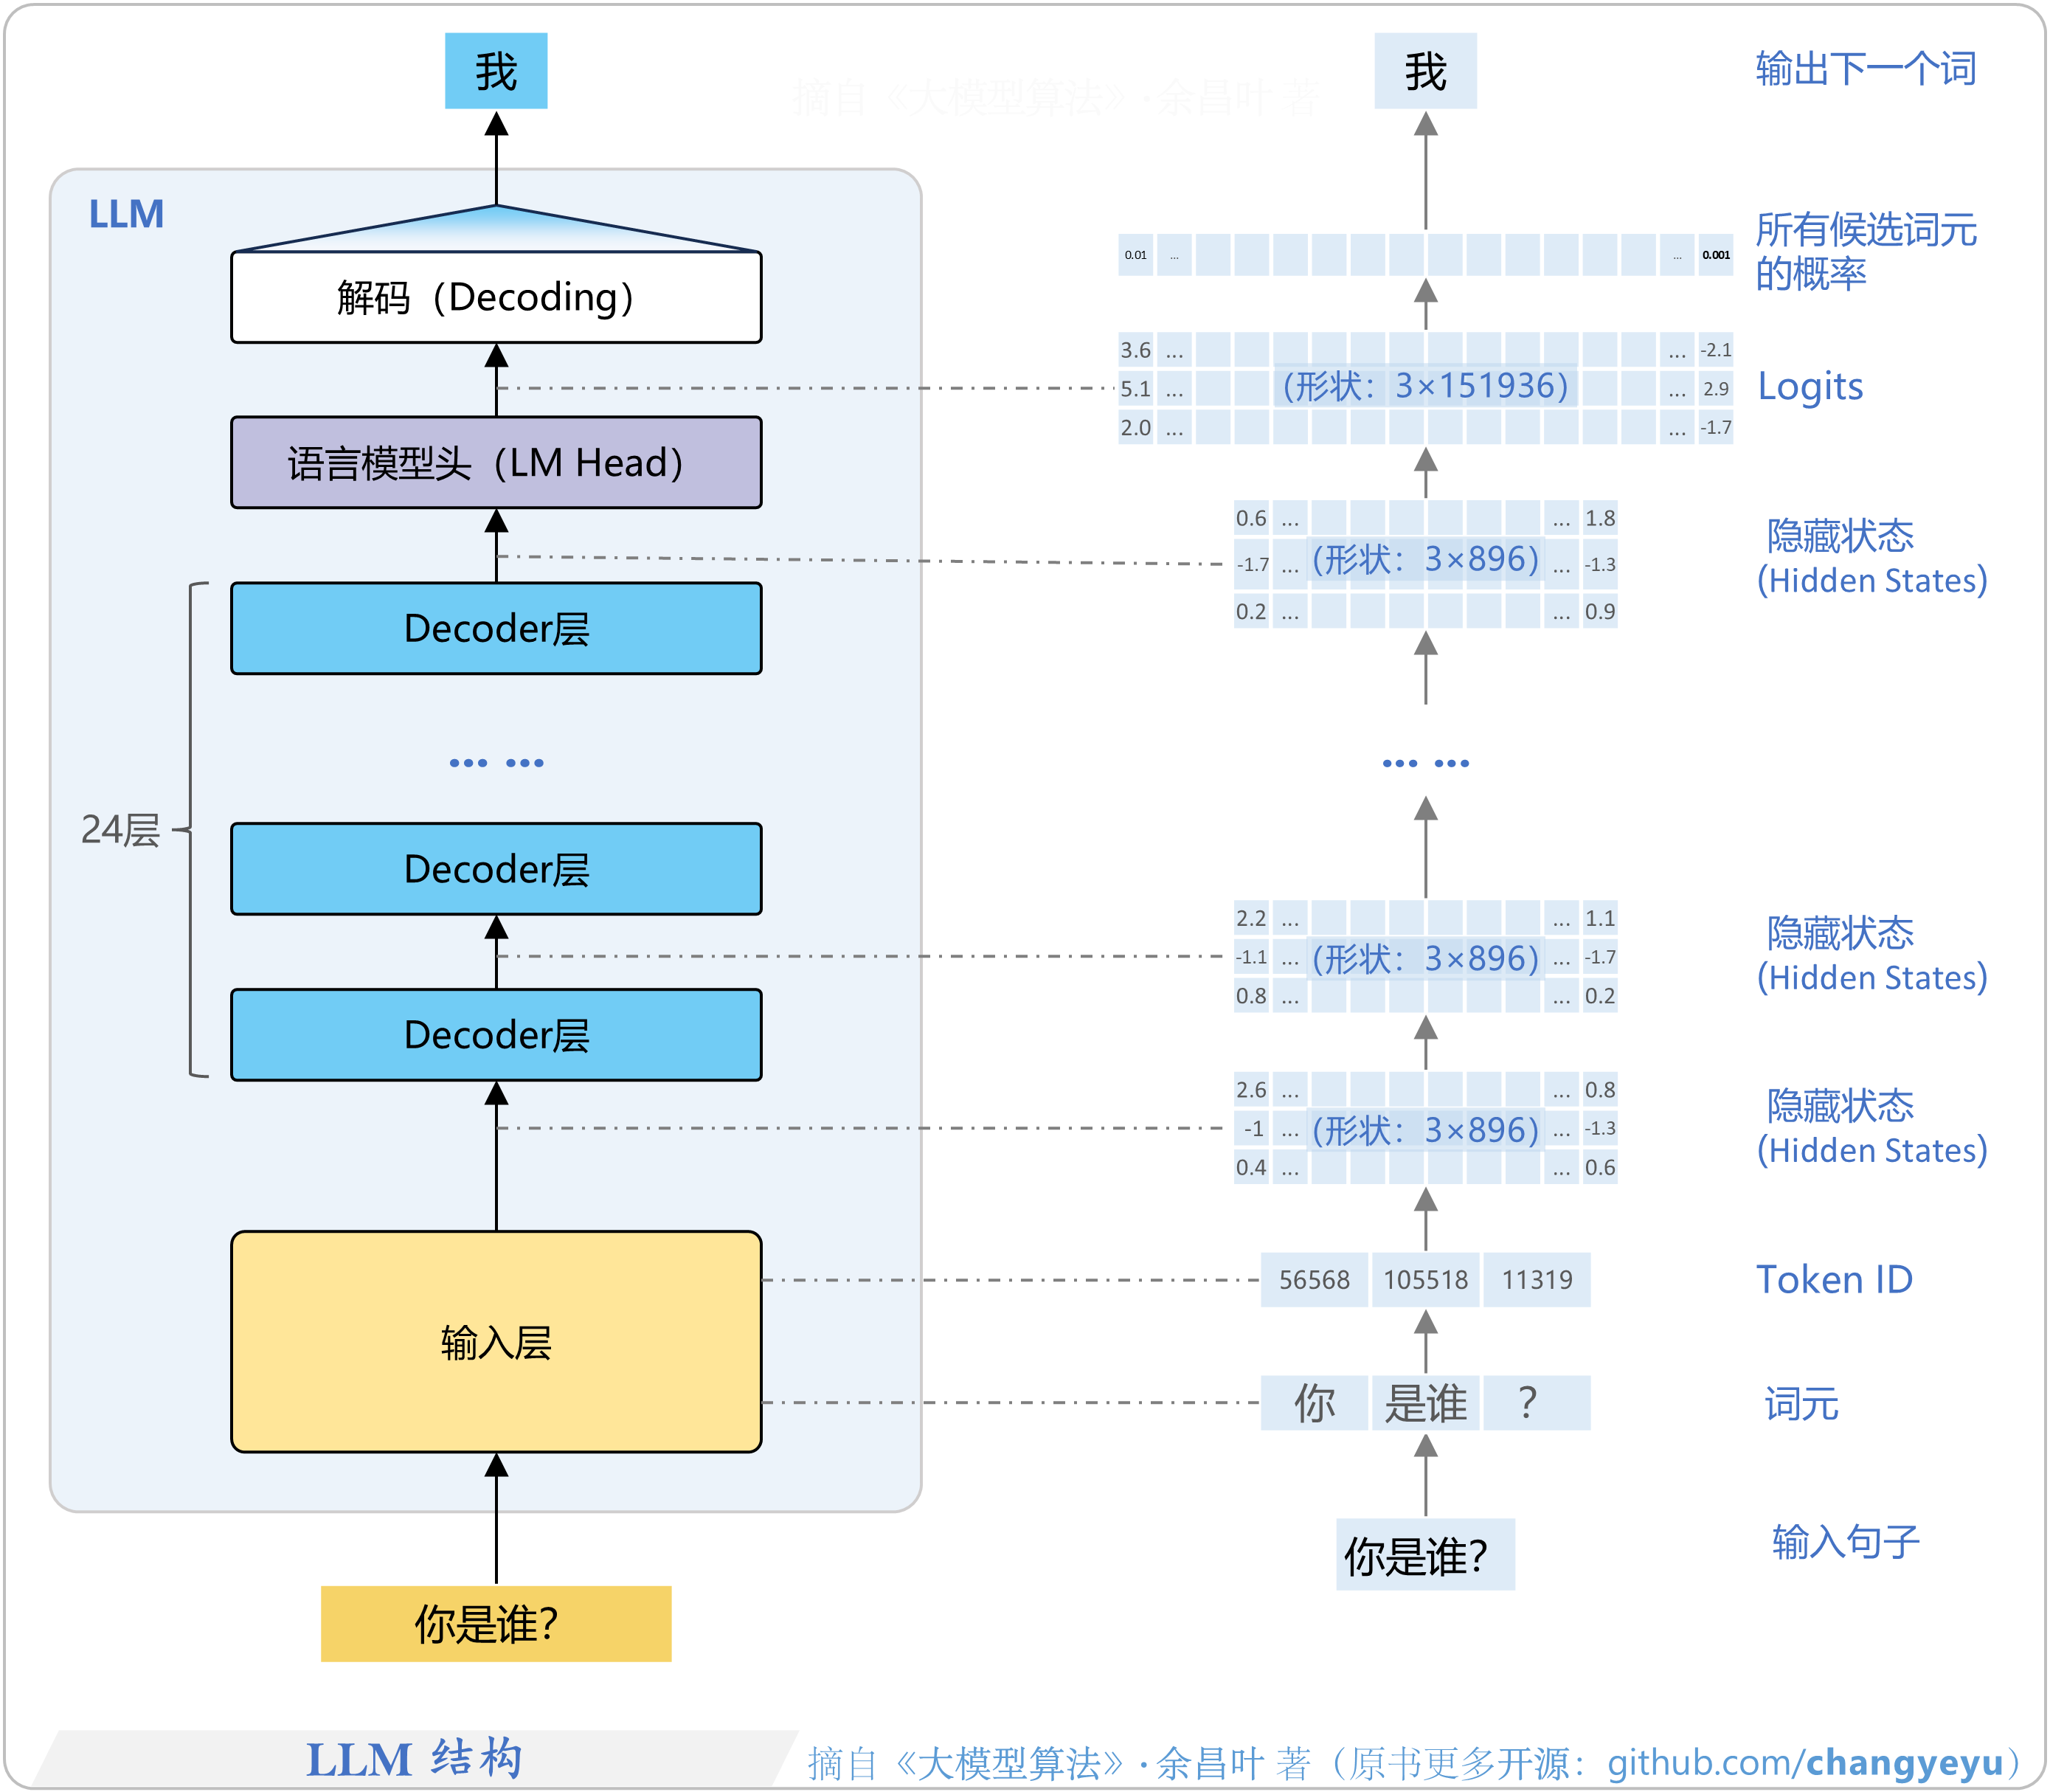 我
我
输出下一个词
摘自《大模型算法》·余昌叶 著
LLM
所有候选词元
的概率
0.01 ... ... 0.001
解码（Decoding）
3.6 ... ... -2.1
5.1 ... (形状：3×151936) ... 2.9
2.0 ... ... -1.7
Logits
语言模型头（LM Head）
0.6 ... ... 1.8
-1.7 ... (形状：3×896) ... -1.3
0.2 ... ... 0.9
隐藏状态
(Hidden States)
Decoder层
... ...
... ...
24层
Decoder层
2.2 ... ... 1.1
-1.1 ... (形状：3×896) ... -1.7
0.8 ... ... 0.2
隐藏状态
(Hidden States)
Decoder层
2.6 ... ... 0.8
-1 ... (形状：3×896) ... -1.3
0.4 ... ... 0.6
隐藏状态
(Hidden States)
输入层
56568 105518 11319
Token ID
你 是谁 ？
词元
你是谁?
输入句子
你是谁?
LLM 结构
摘自《大模型算法》·余昌叶 著（原书更多开源：github.com/changyeyu）